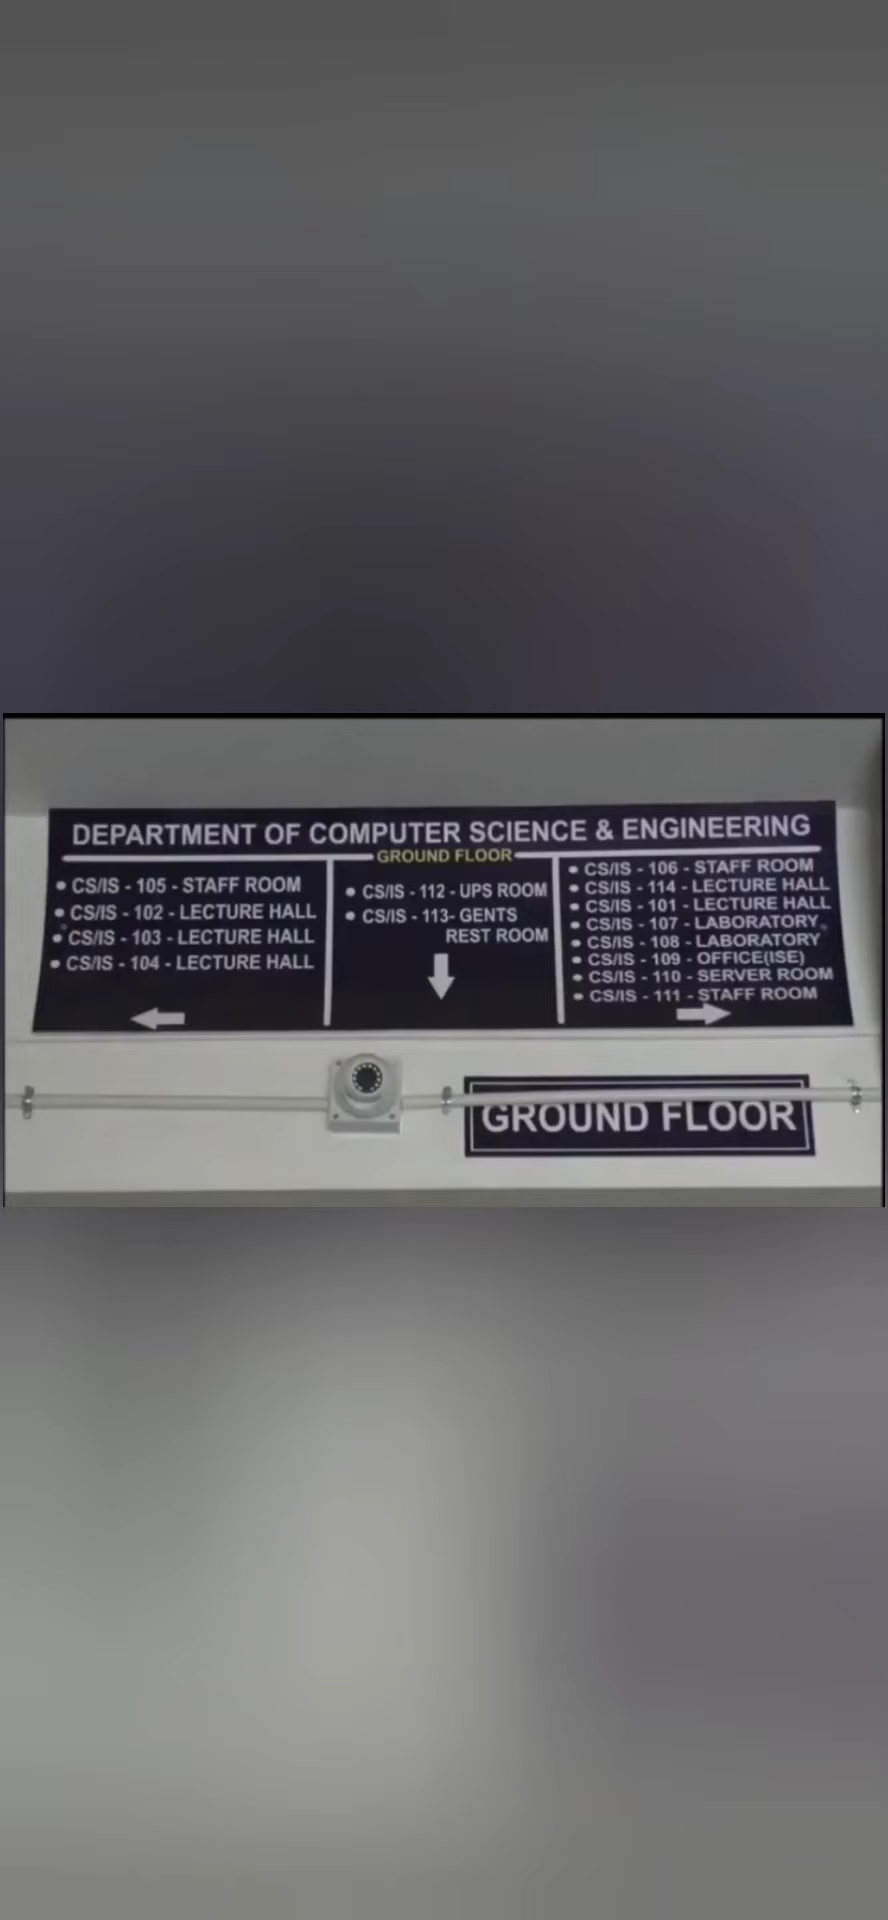 DEPARTMENT OF COMPUTER SCIENCE & ENGINEERING
GROUND FLOOR
• CS/IS - 105 - STAFF ROOM
• CS/IS - 102 - LECTURE HALL
• CS/IS - 103 - LECTURE HALL
• CS/IS - 104 - LECTURE HALL
• CS/IS - 112 - UPS ROOM
• CS/IS - 113- GENTS
REST ROOM
• CS/IS - 106 - STAFF ROOM
• CS/IS - 114 - LECTURE HALL
• CS/IS - 101 - LECTURE HALL
• CS/IS - 107 - LABORATORY
• CS/IS - 108 - LABORATORY
• CS/IS - 109 - OFFICE(ISE)
• CS/IS - 110 - SERVER ROOM
• CS/IS - 111 - STAFF ROOM
GROUND FLOOR